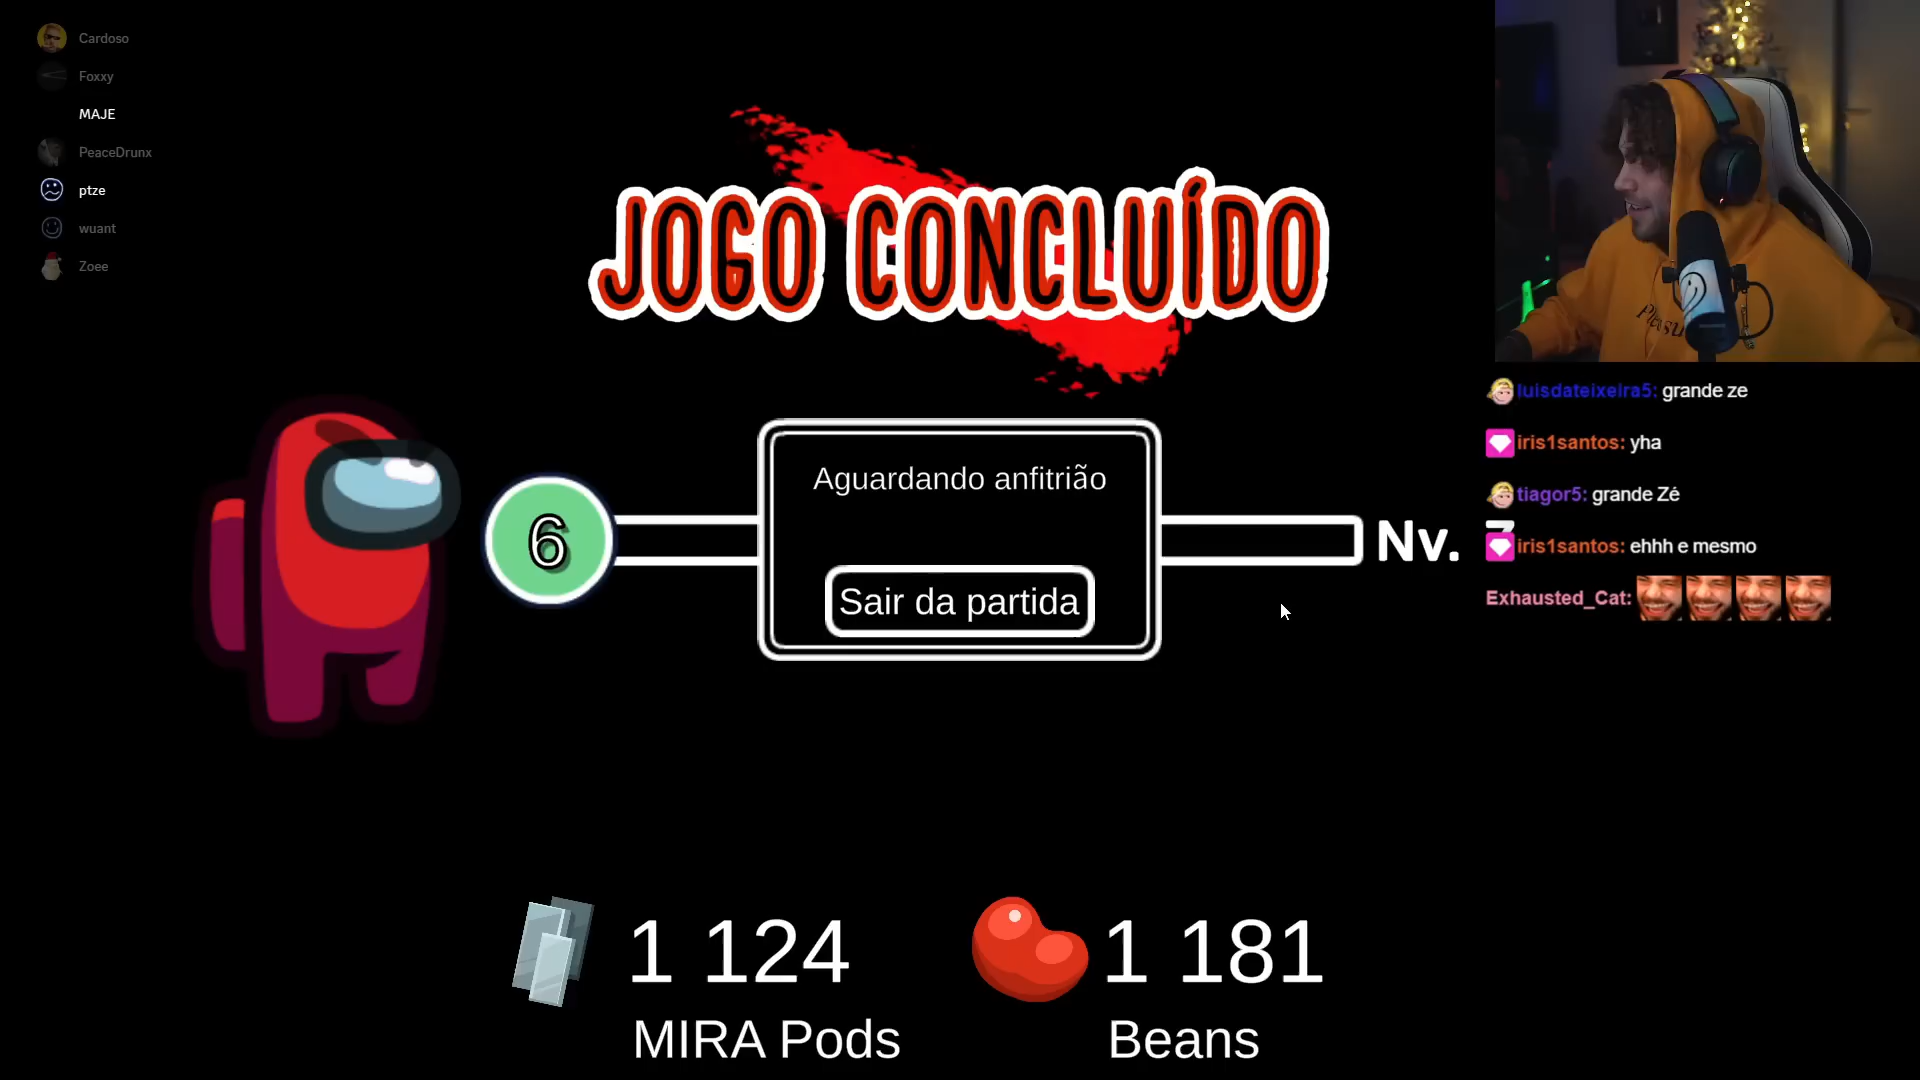 Cardoso
Foxxy
MAJE
PeaceDrunx
ptze
wuant
Zoee
JOGO CONCLUÍDO
6
Aguardando anfitrião
Sair da partida
Nv.
luisdateixeira5: grande ze
iris1santos: yha
tiagor5: grande Zé
iris1santos: ehhh e mesmo
Exhausted_Cat:
1 124
MIRA Pods
1 181
Beans